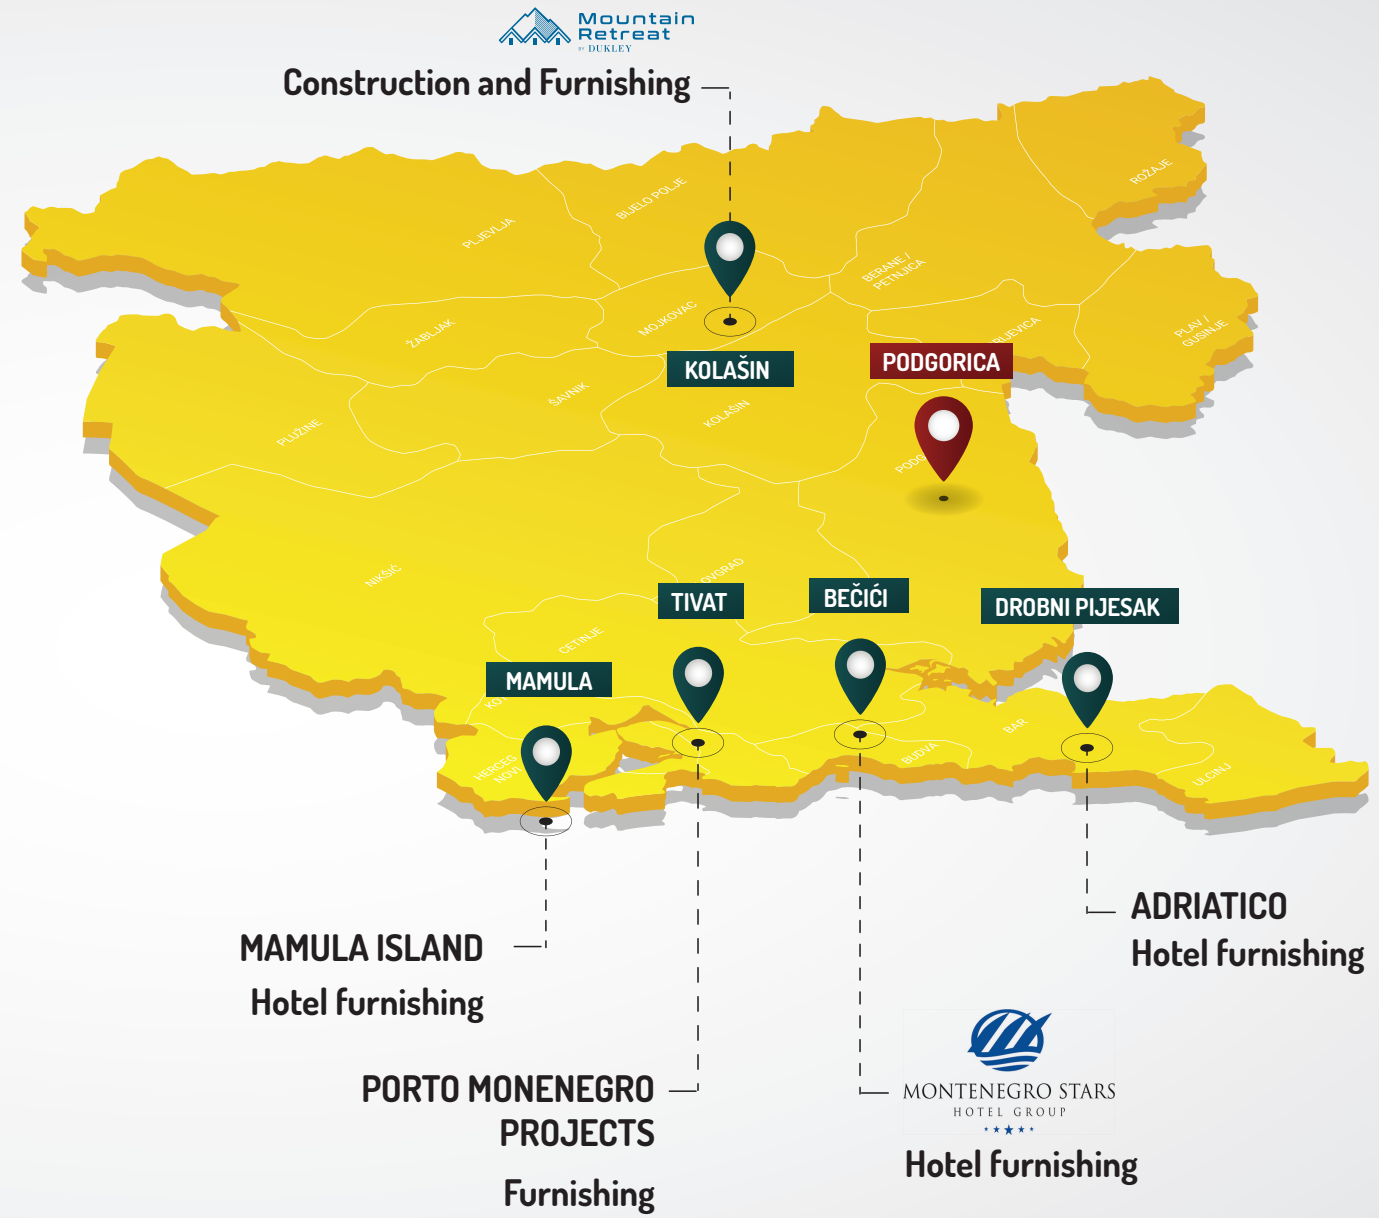 Mountain
Retreat
BY DUKLEY
Construction and Furnishing
ROŽAJE
BIJELO POLJE
PLJEVLJA
BERANE /
PETNJICA
MOJKOVAC
ŽABLJAK
PLAV /
GUSINJE
KOLAŠIN
PODGORICA
ŠAVNIK
KOLAŠIN
PLUŽINE
NIKŠIĆ
TIVAT
BEČIĆI
DROBNI PIJESAK
CETINJE
MAMULA
BAR
BUDVA
HERCEG
NOVI
ULCINJ
ADRIATICO
Hotel furnishing
MAMULA ISLAND
Hotel furnishing
PORTO MONENEGRO
PROJECTS
Furnishing
MONTENEGRO STARS
HOTEL GROUP
Hotel furnishing